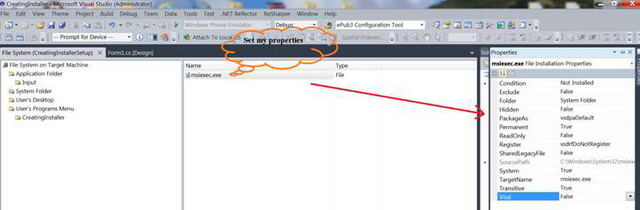 CreatingInstaller - Microsoft Visual Studio (Administrator)
File Edit View Project Build Debug Team Data Tools .NET Reflector ReSharper Test Architecture Analyze Window Help
Windows Phone Emulator Debug ePub3 Configuration Tool
-- Prompt for Device -- Attach To Local
Set my properties
File System (CreatingInstallerSetup) Form1.cs [Design]
File System on Target Machine
Application Folder
Input
System Folder
User's Desktop
User's Programs Menu
CreatingInstaller
Name Type
msiexec.exe File
Properties
msiexec.exe File Installation Properties
Condition Not Installed
Exclude False
Folder System Folder
Hidden False
PackageAs vsdpaDefault
Permanent True
ReadOnly False
Register vsdrfDoNotRegister
SharedLegacyFile False
SourcePath C:\Windows\System32\msiex
System True
TargetName msiexec.exe
Transitive True
Vital False